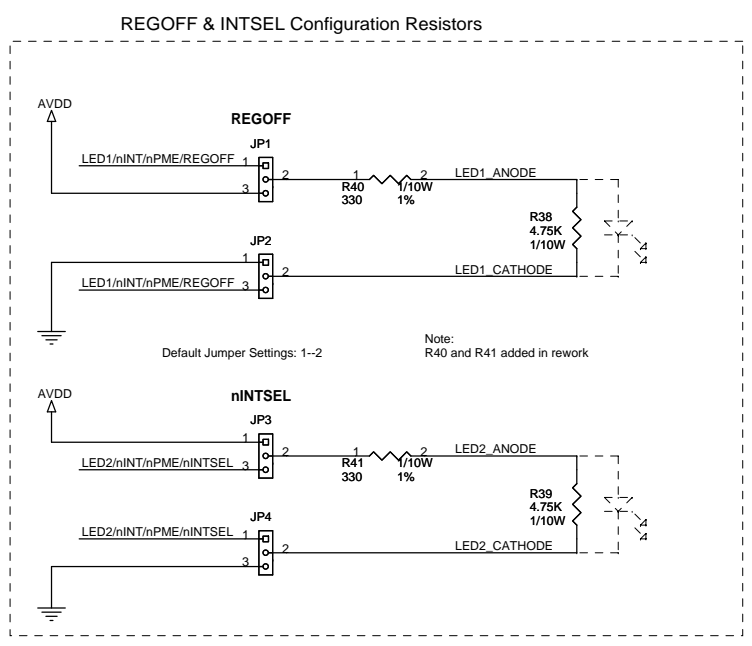 REGOFF & INTSEL Configuration Resistors
AVDD
REGOFF
JP1
LED1/nINT/nPME/REGOFF 1
2
3
1 2
R40 1/10W
330 1%
LED1_ANODE
R38
4.75K
1/10W
JP2
1
LED1/nINT/nPME/REGOFF 3
2
LED1_CATHODE
Default Jumper Settings: 1--2
Note:
R40 and R41 added in rework
AVDD
nINTSEL
JP3
1
2
LED2/nINT/nPME/nINTSEL 3
1 2
R41 1/10W
330 1%
LED2_ANODE
R39
4.75K
1/10W
JP4
LED2/nINT/nPME/nINTSEL 1
2
3
LED2_CATHODE